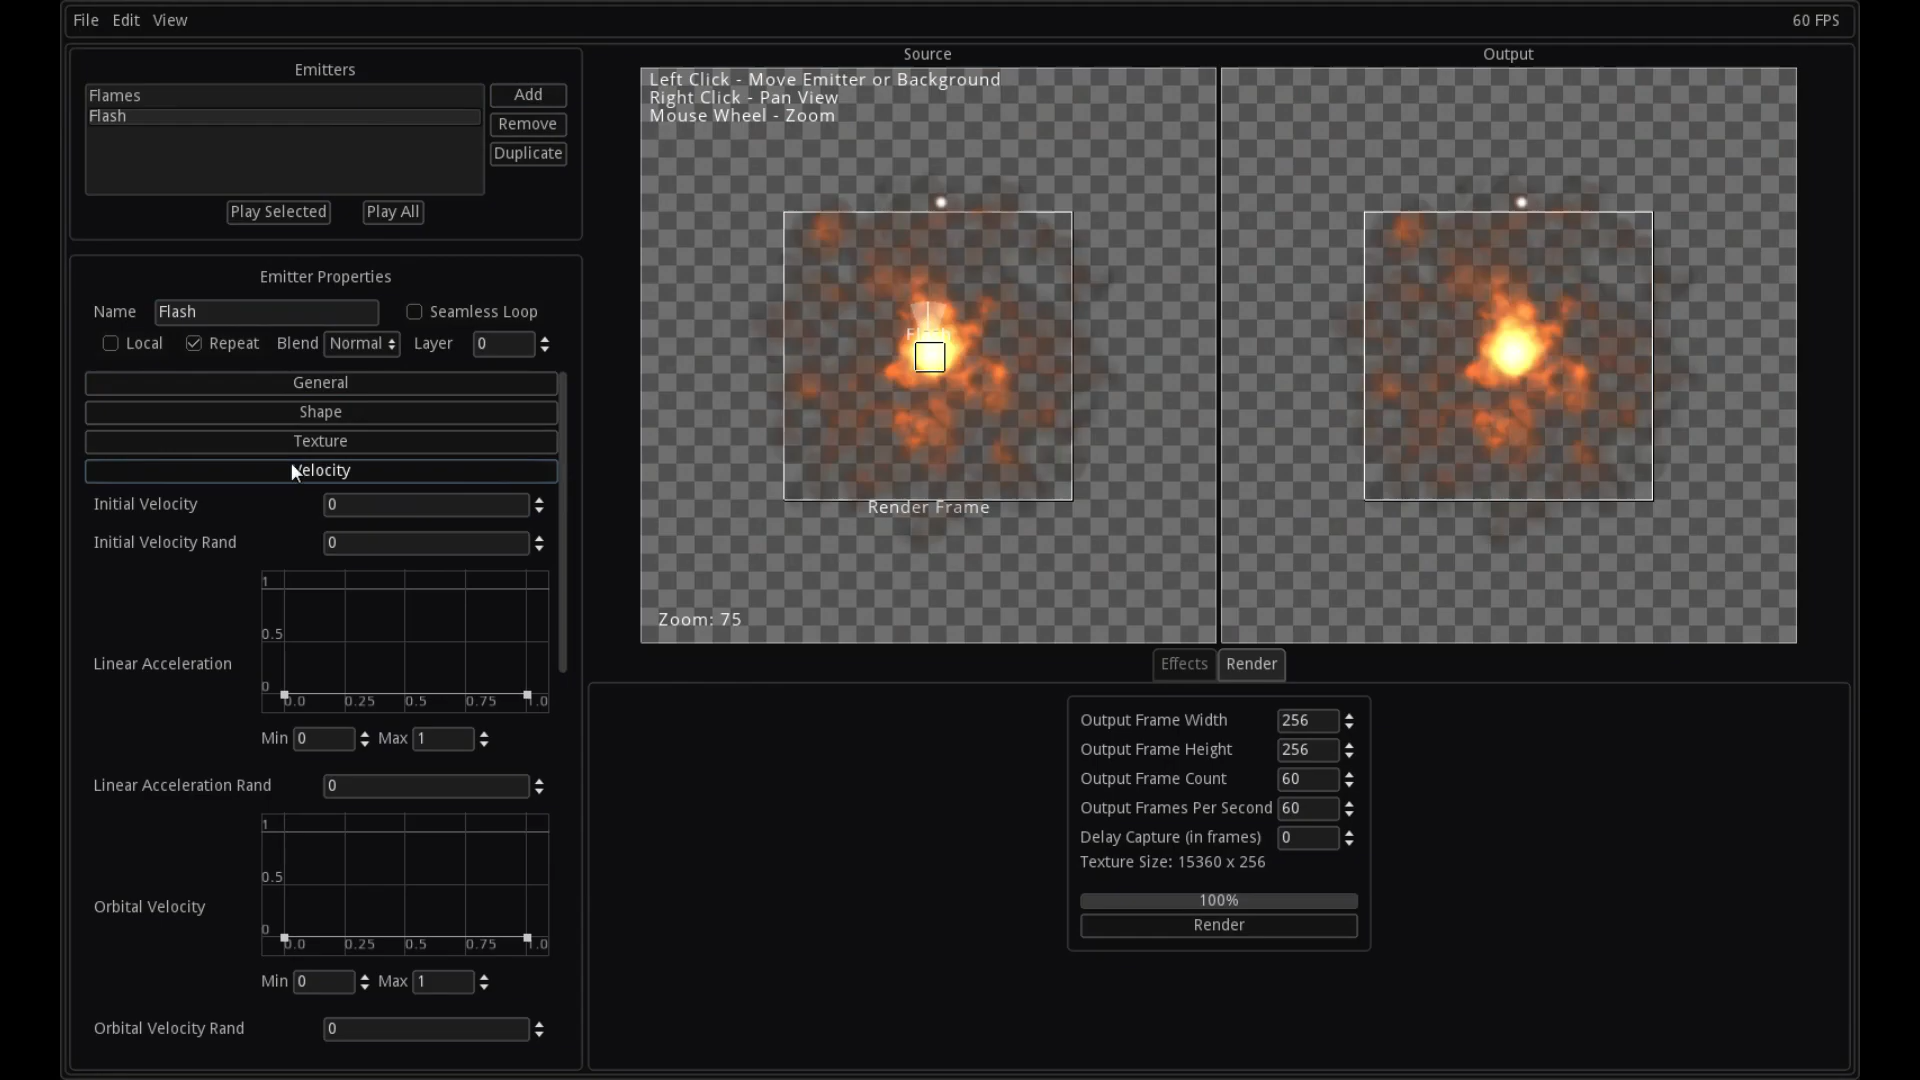 File Edit View 60 FPS
Emitters
Flames
Flash
Add
Remove
Duplicate
Play Selected Play All
Emitter Properties
Name Flash Seamless Loop
Local Repeat Blend Normal Layer 0
General
Shape
Texture
Velocity
Initial Velocity 0
Initial Velocity Rand 0
1
0.5
Linear Acceleration
0
0.0 0.25 0.5 0.75 1.0
Min 0 Max 1
Linear Acceleration Rand 0
1
0.5
Orbital Velocity
0
0.0 0.25 0.5 0.75 1.0
Min 0 Max 1
Orbital Velocity Rand 0
Source
Left Click - Move Emitter or Background
Right Click - Pan View
Mouse Wheel - Zoom
Flash
Render Frame
Zoom: 75
Output
Effects Render
Output Frame Width 256
Output Frame Height 256
Output Frame Count 60
Output Frames Per Second 60
Delay Capture (in frames) 0
Texture Size: 15360 x 256
100%
Render